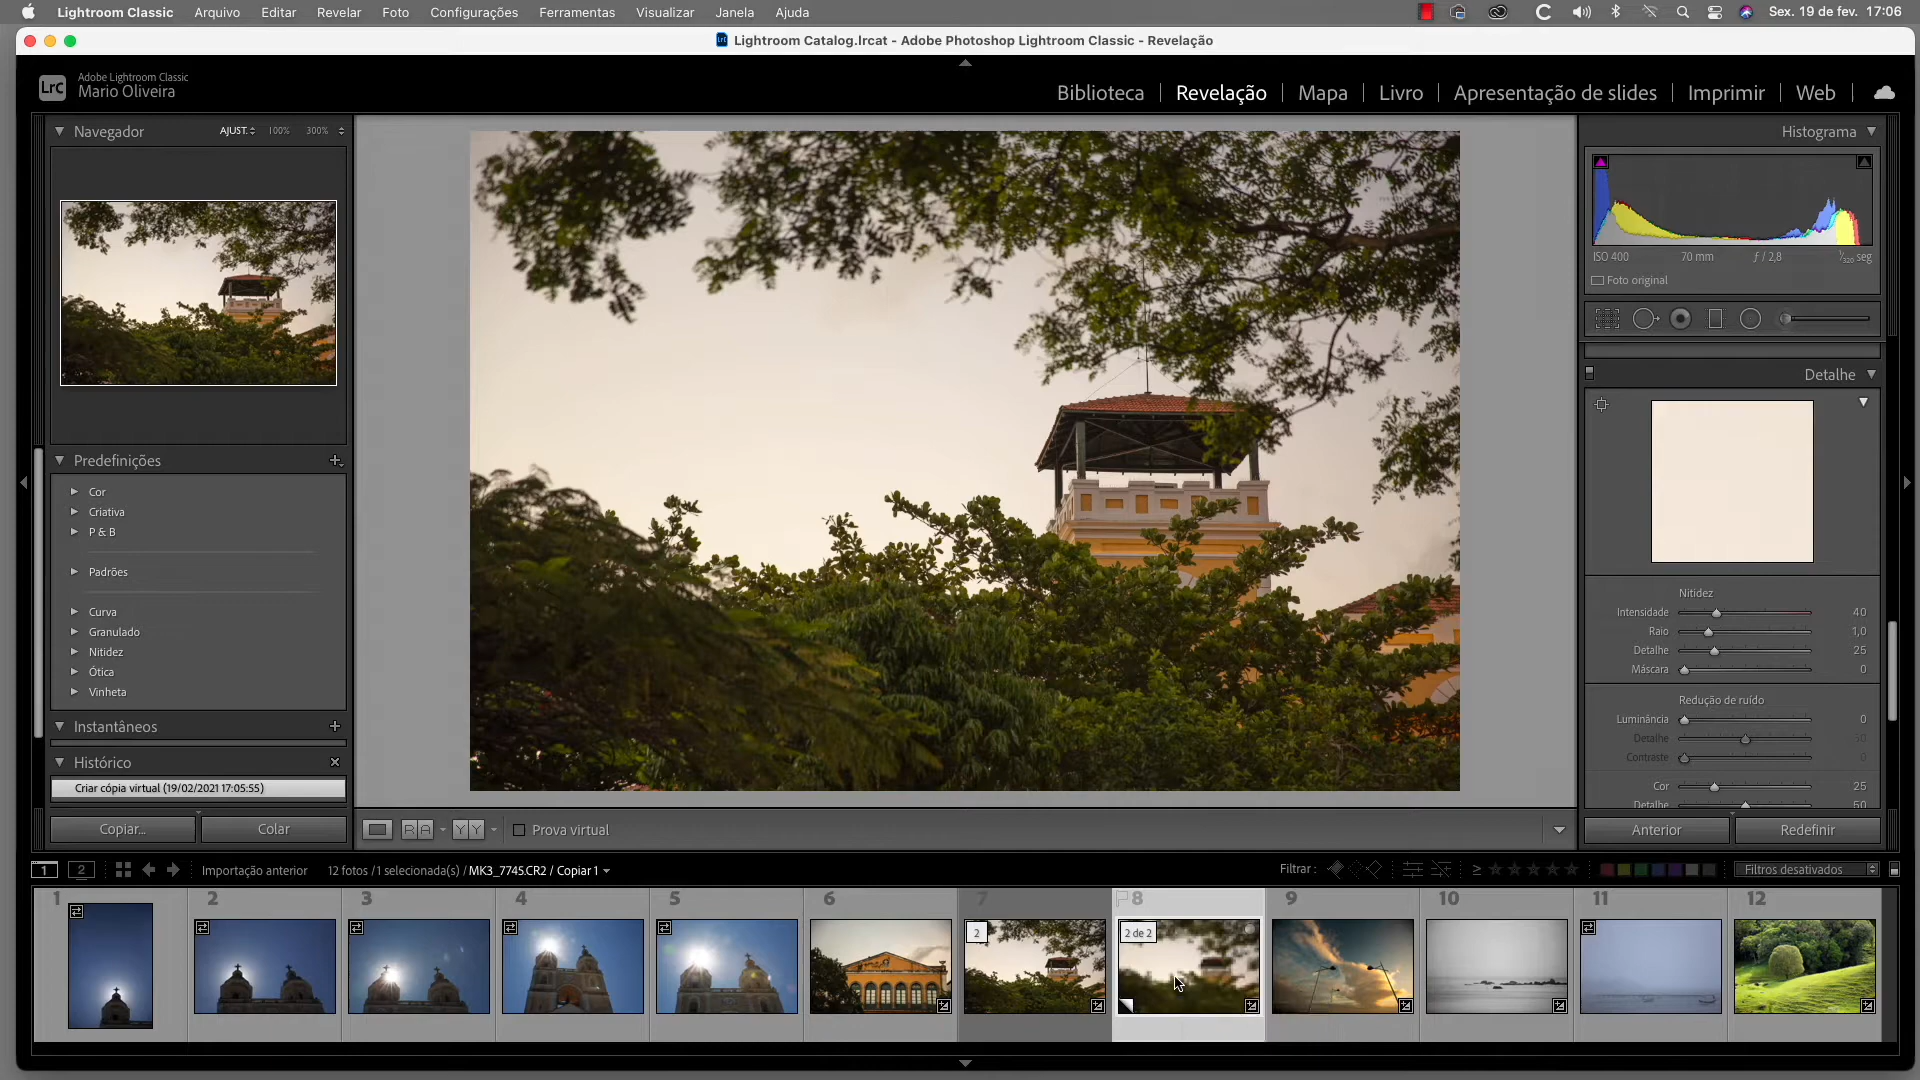 Lightroom Classic Arquivo Editar Revelar Foto Configurações Ferramentas Visualizar Janela Ajuda Sex. 19 de fev. 17:06
Lrc Lightroom Catalog.lrcat - Adobe Photoshop Lightroom Classic - Revelação
Lrc
Adobe Lightroom Classic
Mario Oliveira
Biblioteca | Revelação | Mapa | Livro | Apresentação de slides | Imprimir | Web |
Navegador AJUST. 100% 300%
Predefinições
Cor
Criativa
P & B
Padrões
Curva
Granulado
Nitidez
Ótica
Vinheta
Instantâneos
Histórico
Criar cópia virtual (19/02/2021 17:05:55)
Copiar... Colar
R A Y Y Prova virtual
Histograma
ISO 400 70 mm ƒ / 2,8 1/320 seg
Foto original
Detalhe
Nitidez
Intensidade 40
Raio 1,0
Detalhe 25
Máscara 0
Redução de ruído
Luminância 0
Detalhe 50
Contraste 0
Cor 25
Detalhe 50
Anterior Redefinir
1 2 Importação anterior 12 fotos /1 selecionada(s) /MK3_7745.CR2 / Copiar 1 Filtrar : ≥ Filtros desativados
1 2 3 4 5 6 7 8 9 10 11 12
2 2 de 2